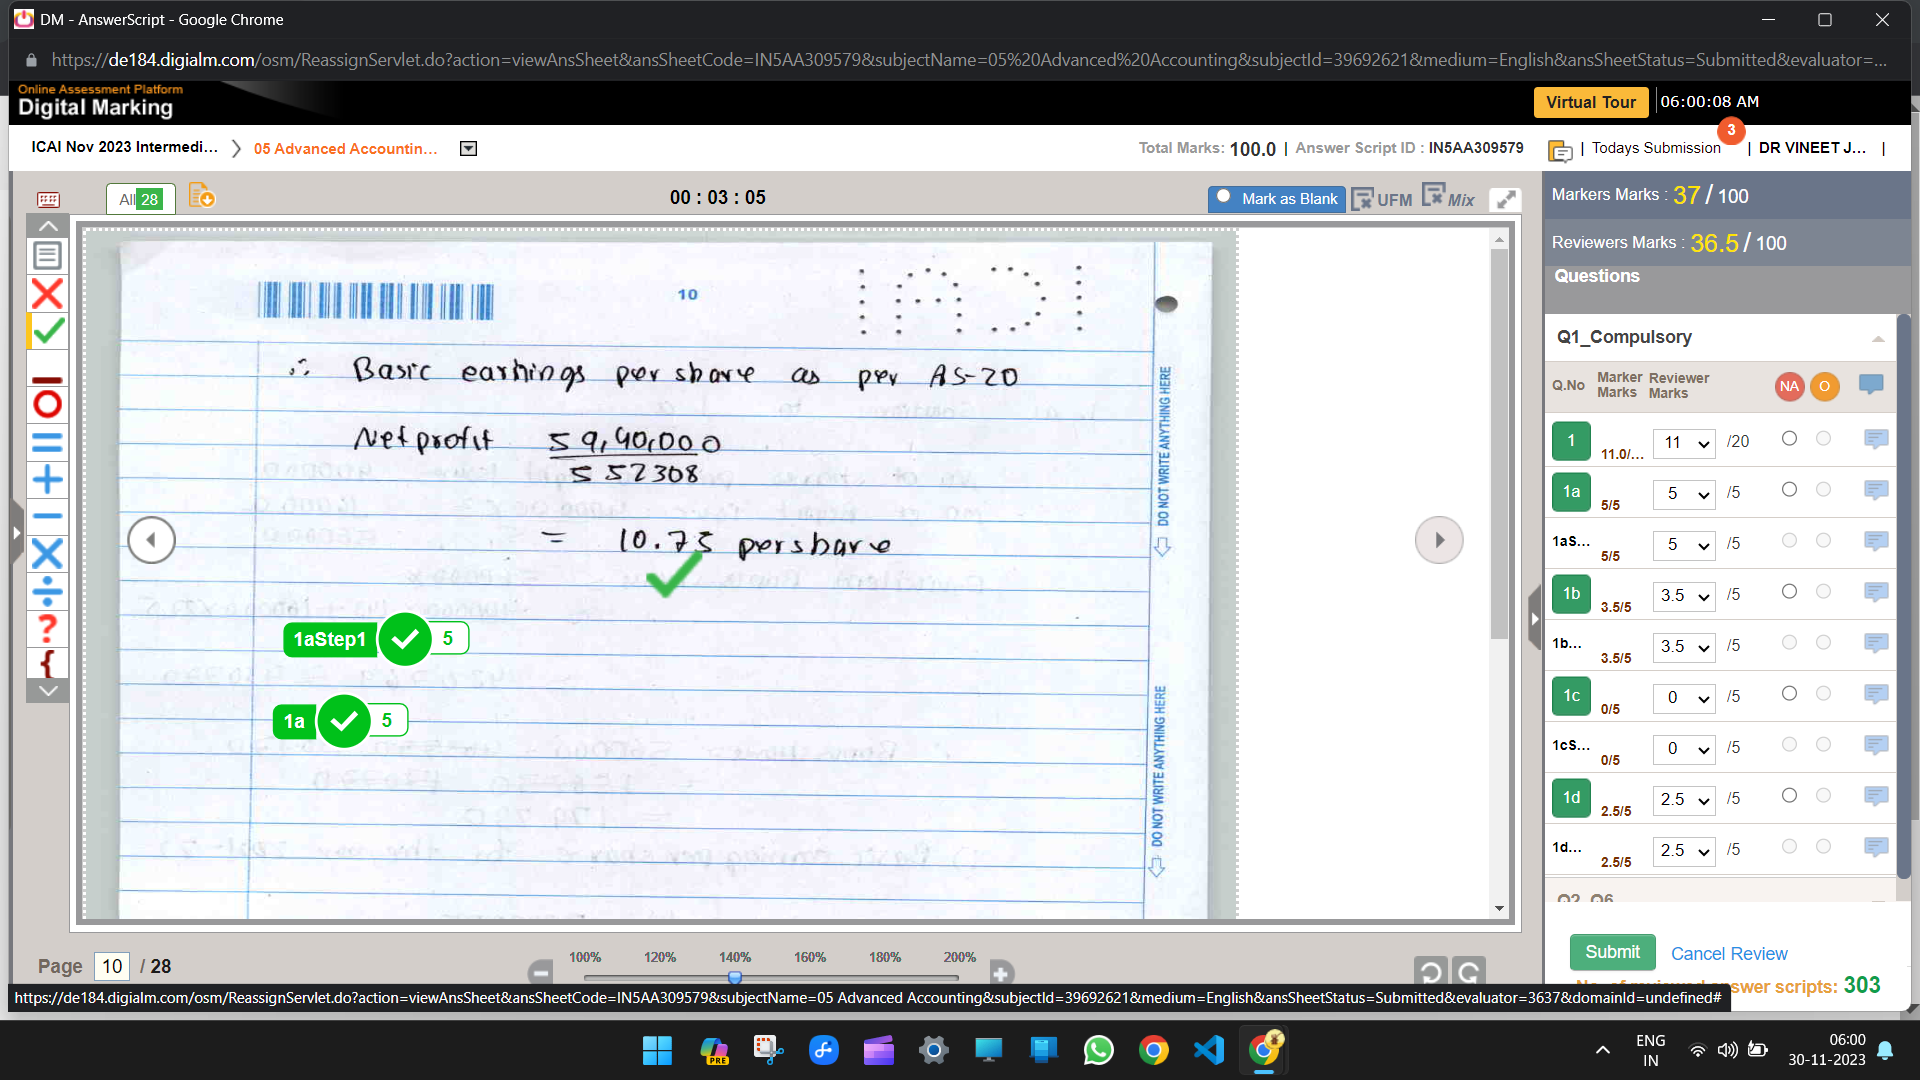 DM - AnswerScript - Google Chrome
https://de184.digialm.com/osm/ReassignServlet.do?action=viewAnsSheet&ansSheetCode=IN5AA309579&subjectName=05%20Advanced%20Accounting&subjectId=39692621&medium=English&ansSheetStatus=Submitted&evaluator=...
Online Assessment Platform
Digital Marking
Virtual Tour
06:00:08 AM
ICAI Nov 2023 Intermedi...
05 Advanced Accountin...
Total Marks: 100.0 | Answer Script ID : IN5AA309579
| Todays Submission
3
| DR VINEET J... |
All 28
00 : 03 : 05
Mark as Blank
UFM
Mix
Markers Marks : 37 / 100
Reviewers Marks : 36.5 / 100
Questions
10
ICAI
∴ Basic earnings per share as per AS-20
Net profit 59,40,000
552308
= 10.75 pershare
DO NOT WRITE ANYTHING HERE
DO NOT WRITE ANYTHING HERE
1aStep1 5
1a 5
Q1_Compulsory
Q.No Marker Marks Reviewer Marks NA O
1 11.0/... 11 /20
1a 5/5 5 /5
1aS... 5/5 5 /5
1b 3.5/5 3.5 /5
1b... 3.5/5 3.5 /5
1c 0/5 0 /5
1cS... 0/5 0 /5
1d 2.5/5 2.5 /5
1d... 2.5/5 2.5 /5
Q2_Q6
Submit
Cancel Review
swer scripts: 303
Page 10 / 28
100% 120% 140% 160% 180% 200%
https://de184.digialm.com/osm/ReassignServlet.do?action=viewAnsSheet&ansSheetCode=IN5AA309579&subjectName=05 Advanced Accounting&subjectId=39692621&medium=English&ansSheetStatus=Submitted&evaluator=3637&domainId=undefined#
PRE
ENG
IN
06:00
30-11-2023